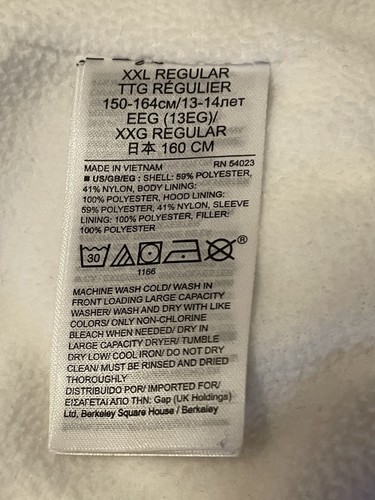 XXL REGULAR
TTG RÉGULIER
150-164см/13-14лет
EEG (13EG)/
XXG REGULAR
日本 160 CM
MADE IN VIETNAM RN 54023
■ US/GB/EG : SHELL: 59% POLYESTER,
41% NYLON, BODY LINING:
100% POLYESTER, HOOD LINING:
59% POLYESTER, 41% NYLON, SLEEVE
LINING: 100% POLYESTER, FILLER:
100% POLYESTER
30 ®
1166
MACHINE WASH COLD/ WASH IN
FRONT LOADING LARGE CAPACITY
WASHER/ WASH AND DRY WITH LIKE
COLORS/ ONLY NON-CHLORINE
BLEACH WHEN NEEDED/ DRY IN
LARGE CAPACITY DRYER/ TUMBLE
DRY LOW/ COOL IRON/ DO NOT DRY
CLEAN/ MUST BE RINSED AND DRIED
THOROUGHLY
DISTRIBUIDO POR/ IMPORTED FOR/
ΕΙΣΑΓΕΤΑΙ ΑΠΟ ΤΗΝ: Gap (UK Holdings)
Ltd, Berkeley Square House / Berkeley